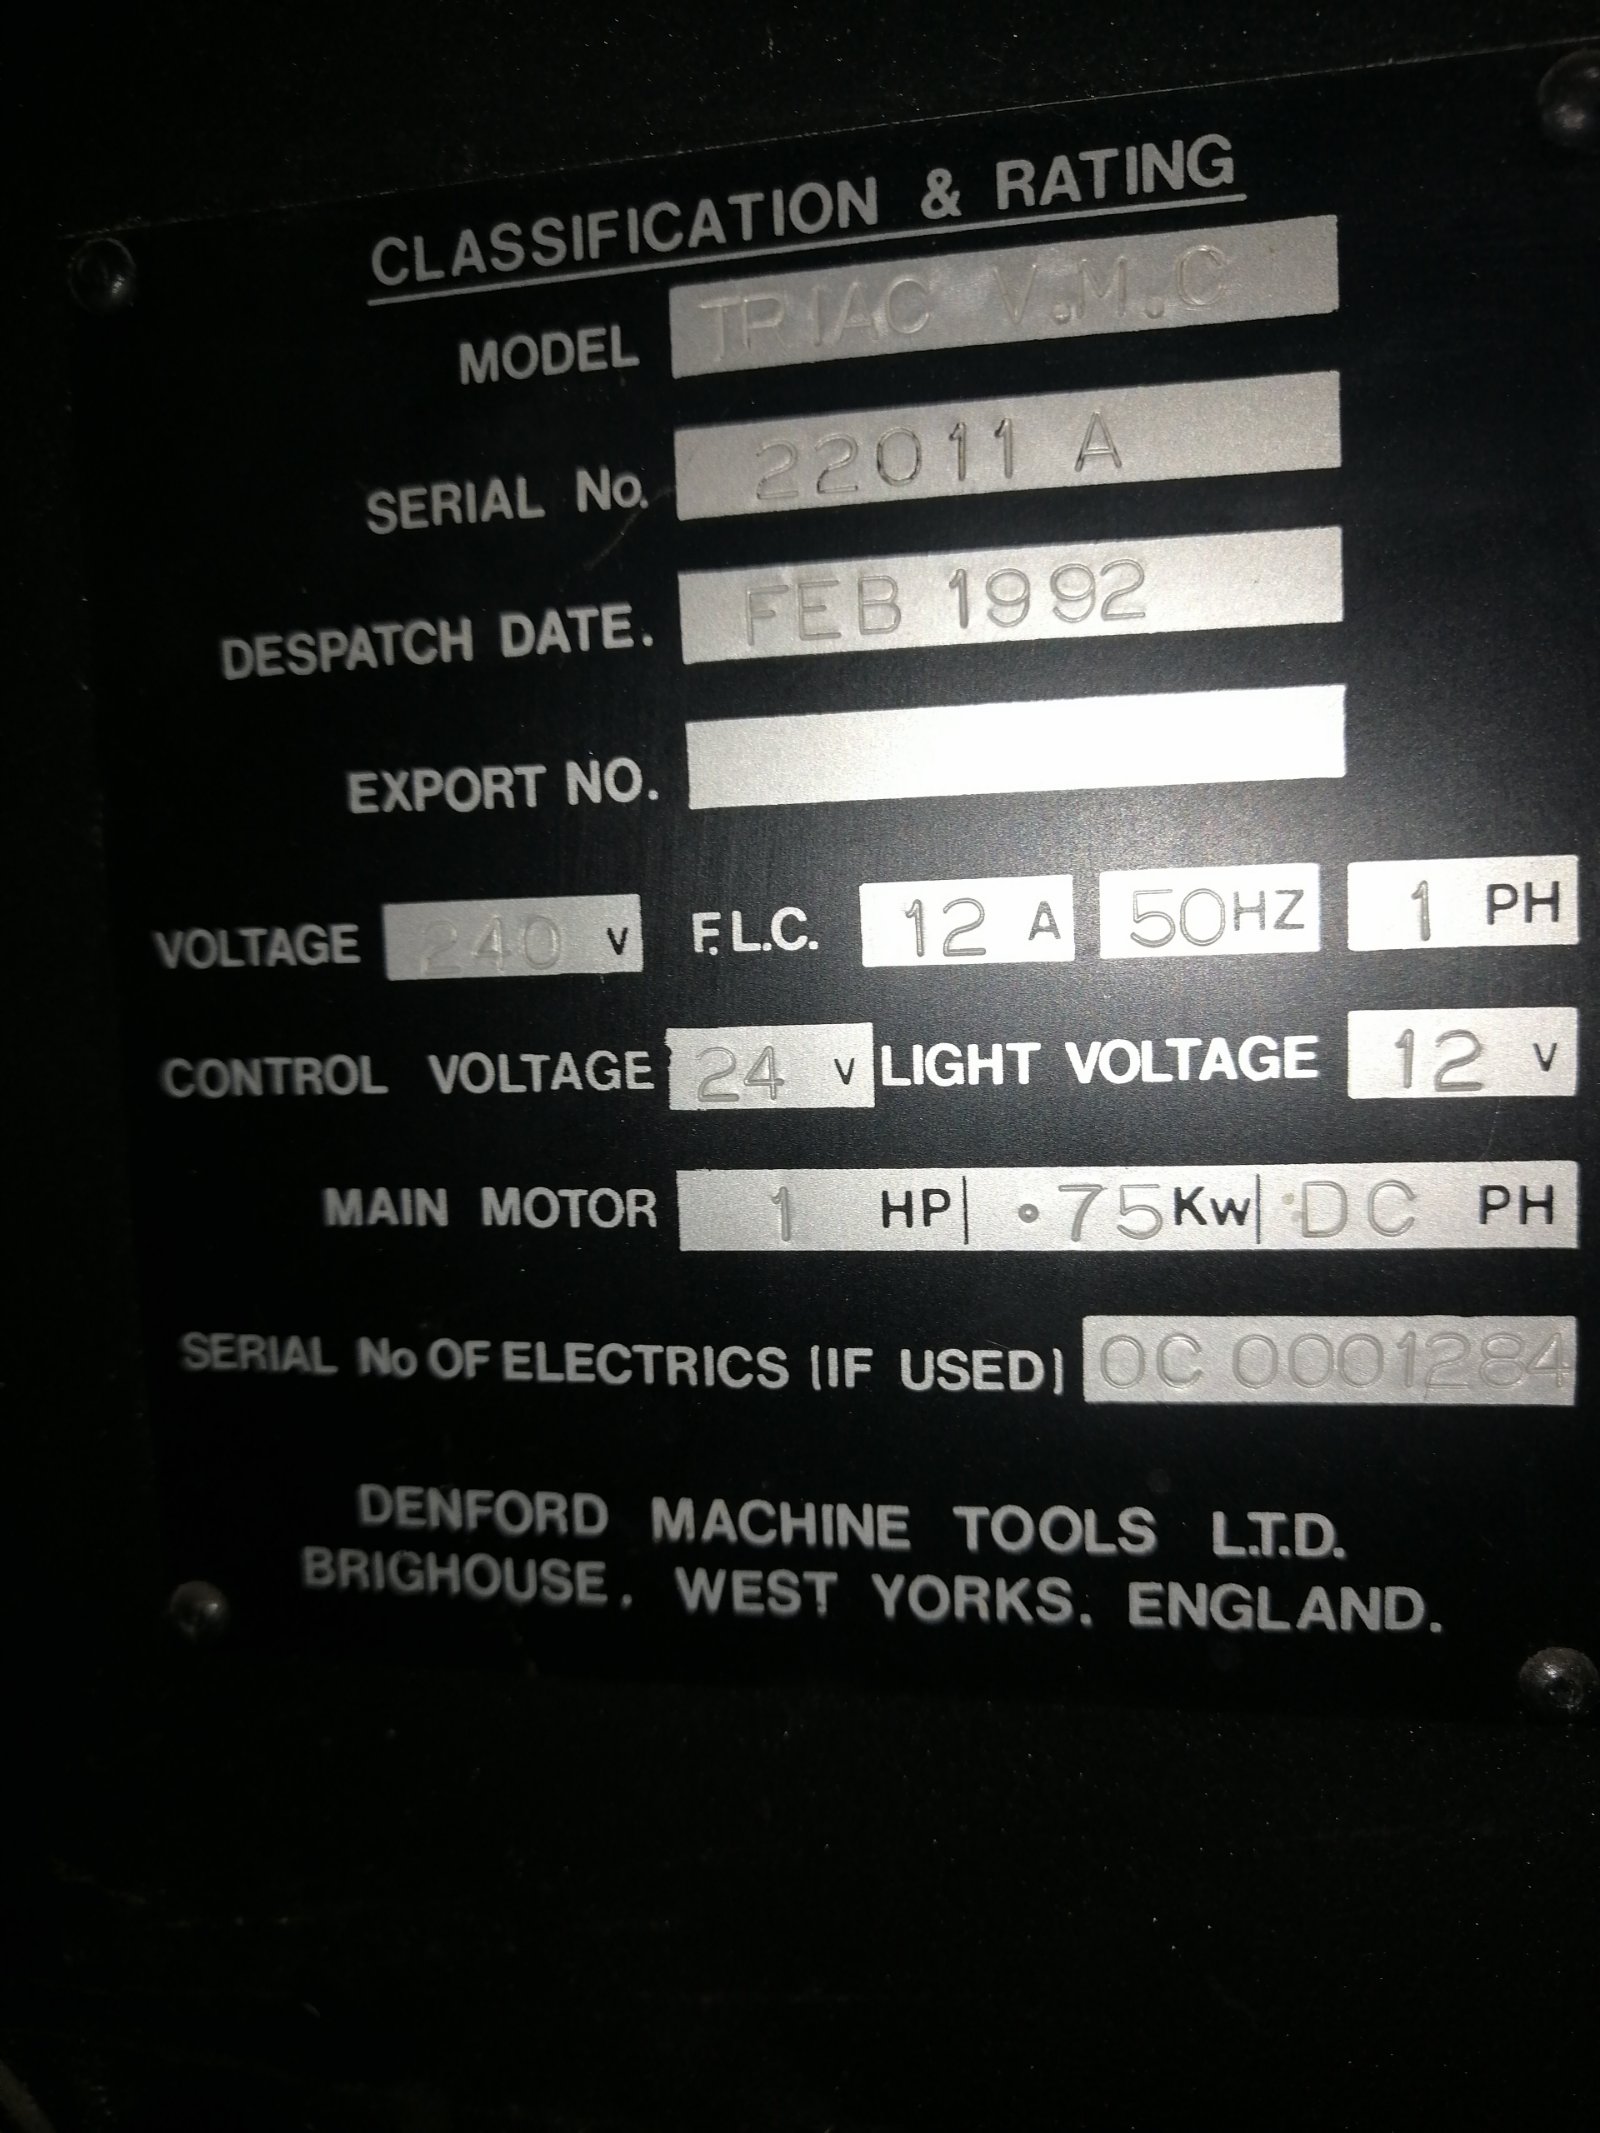 CLASSIFICATION & RATING
MODEL TRIAC V.M.C
SERIAL No. 22011 A
DESPATCH DATE. FEB 1992
EXPORT NO.
VOLTAGE 240 V F.L.C. 12 A 50HZ 1 PH
CONTROL VOLTAGE 24 V LIGHT VOLTAGE 12 V
MAIN MOTOR 1 HP| .75Kw| DC PH
SERIAL No OF ELECTRICS (IF USED) OC 0001284
DENFORD MACHINE TOOLS L.T.D.
BRIGHOUSE. WEST YORKS. ENGLAND.